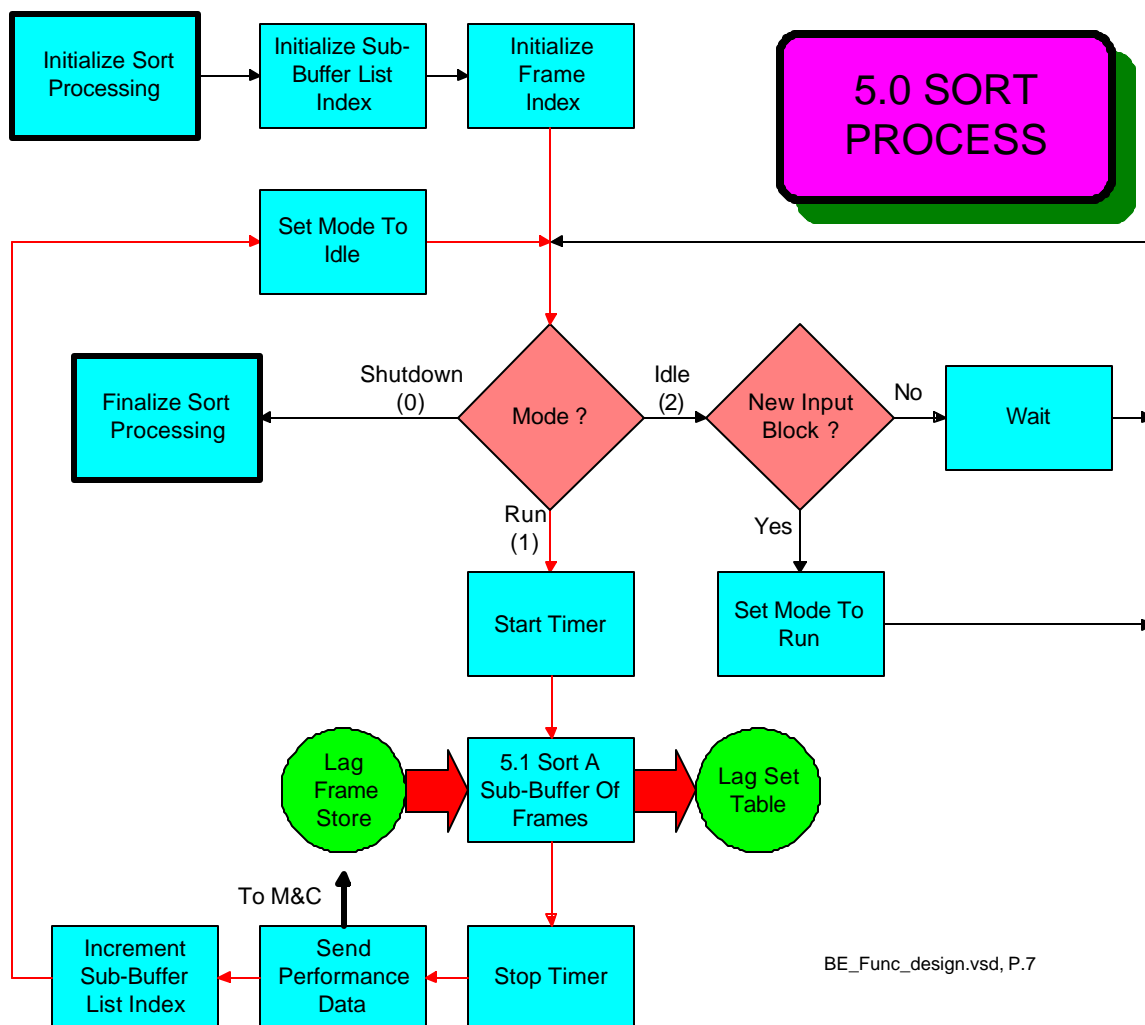 Initialize Sort
Processing
Initialize Sub-
Buffer List
Index
Initialize
Frame
Index
5.0 SORT
PROCESS
Set Mode To
Idle
Shutdown
(0)
Idle
(2)
No
Finalize Sort
Processing
Mode ?
New Input
Block ?
Wait
Run
(1)
Yes
Start Timer
Set Mode To
Run
Lag
Frame
Store
5.1 Sort A
Sub-Buffer Of
Frames
Lag Set
Table
To M&C
Increment
Sub-Buffer
List Index
Send
Performance
Data
Stop Timer
BE_Func_design.vsd, P.7